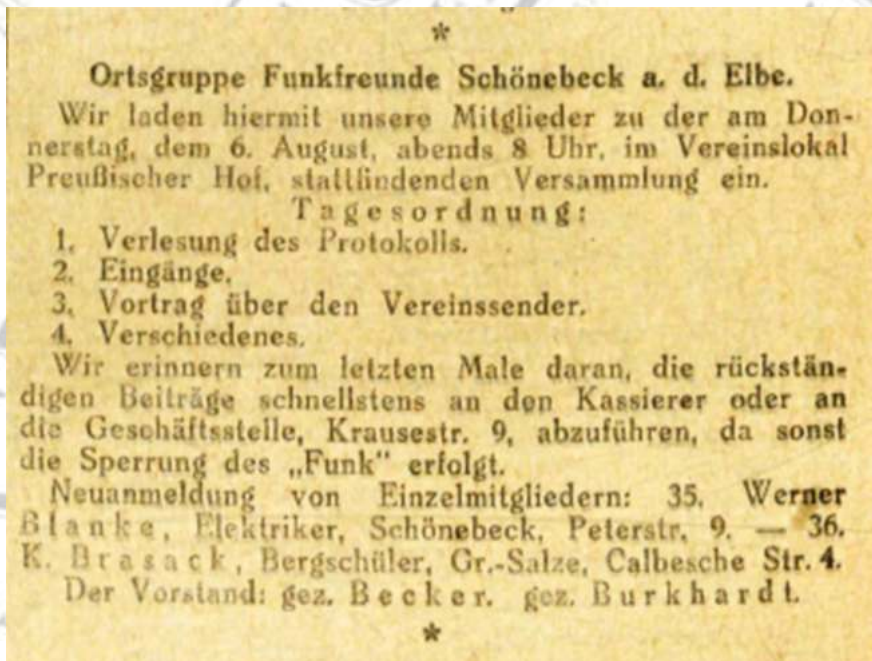 *
Ortsgruppe Funkfreunde Schönebeck a. d. Elbe.
Wir laden hiermit unsere Mitglieder zu der am Don-
nerstag, dem 6. August, abends 8 Uhr, im Vereinslokal
Preußischer Hof, stattfindenden Versammlung ein.
Tagesordnung:
1. Verlesung des Protokolls.
2. Eingänge.
3. Vortrag über den Vereinssender.
4. Verschiedenes.
Wir erinnern zum letzten Male daran, die rückstän-
digen Beiträge schnellstens an den Kassierer oder an
die Geschäftsstelle, Krausestr. 9, abzuführen, da sonst
die Sperrung des „Funk“ erfolgt.
Neuanmeldung von Einzelmitgliedern: 35. Werner
Blanke, Elektriker, Schönebeck, Peterstr. 9. — 36.
K. Brasack, Bergschüler, Gr.-Salze, Calbesche Str. 4.
Der Vorstand: gez. Becker. gez. Burkhardt.
*